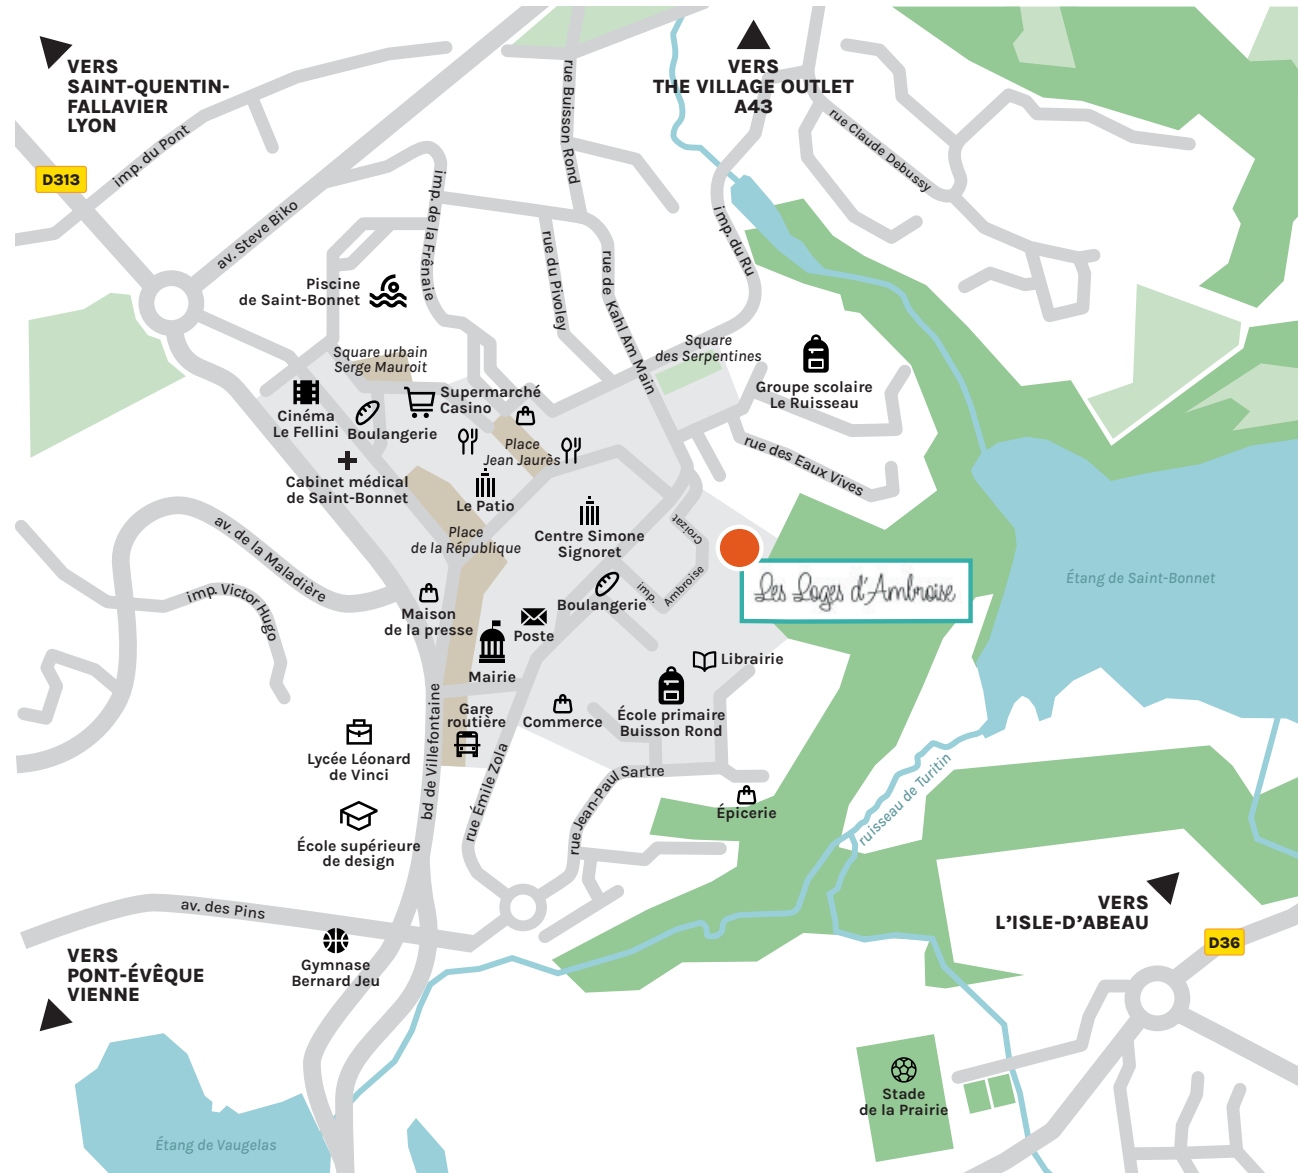 VERS
SAINT-QUENTIN-
FALLAVIER
LYON
VERS
THE VILLAGE OUTLET
A43
D313
imp. du Pont
av. Steve Biko
imp. de la Frênaie
rue Buisson Rond
rue du Pivoley
rue de Kahl Am Main
imp. du Ru
rue Claude Debussy
Piscine
de Saint-Bonnet
Square urbain
Serge Mauroit
Square
des Serpentines
Groupe scolaire
Le Ruisseau
Supermarché
Casino
Cinéma
Le Fellini
Boulangerie
Place
Jean Jaurès
rue des Eaux Vives
Cabinet médical
de Saint-Bonnet
Le Patio
Place
de la République
Centre Simone
Signoret
imp.
Ambroise
Croizat
Les Loges d'Ambroise
Étang de Saint-Bonnet
av. de la Maladière
imp. Victor Hugo
Boulangerie
Maison
de la presse
Poste
Mairie
Librairie
Gare
routière
Commerce
École primaire
Buisson Rond
bd de Villefontaine
rue Émile Zola
rue Jean-Paul Sartre
Lycée Léonard
de Vinci
Épicerie
ruisseau de Turitin
École supérieure
de design
av. des Pins
VERS
L'ISLE-D'ABEAU
D36
Gymnase
Bernard Jeu
VERS
PONT-ÉVÊQUE
VIENNE
Stade
de la Prairie
Étang de Vaugelas